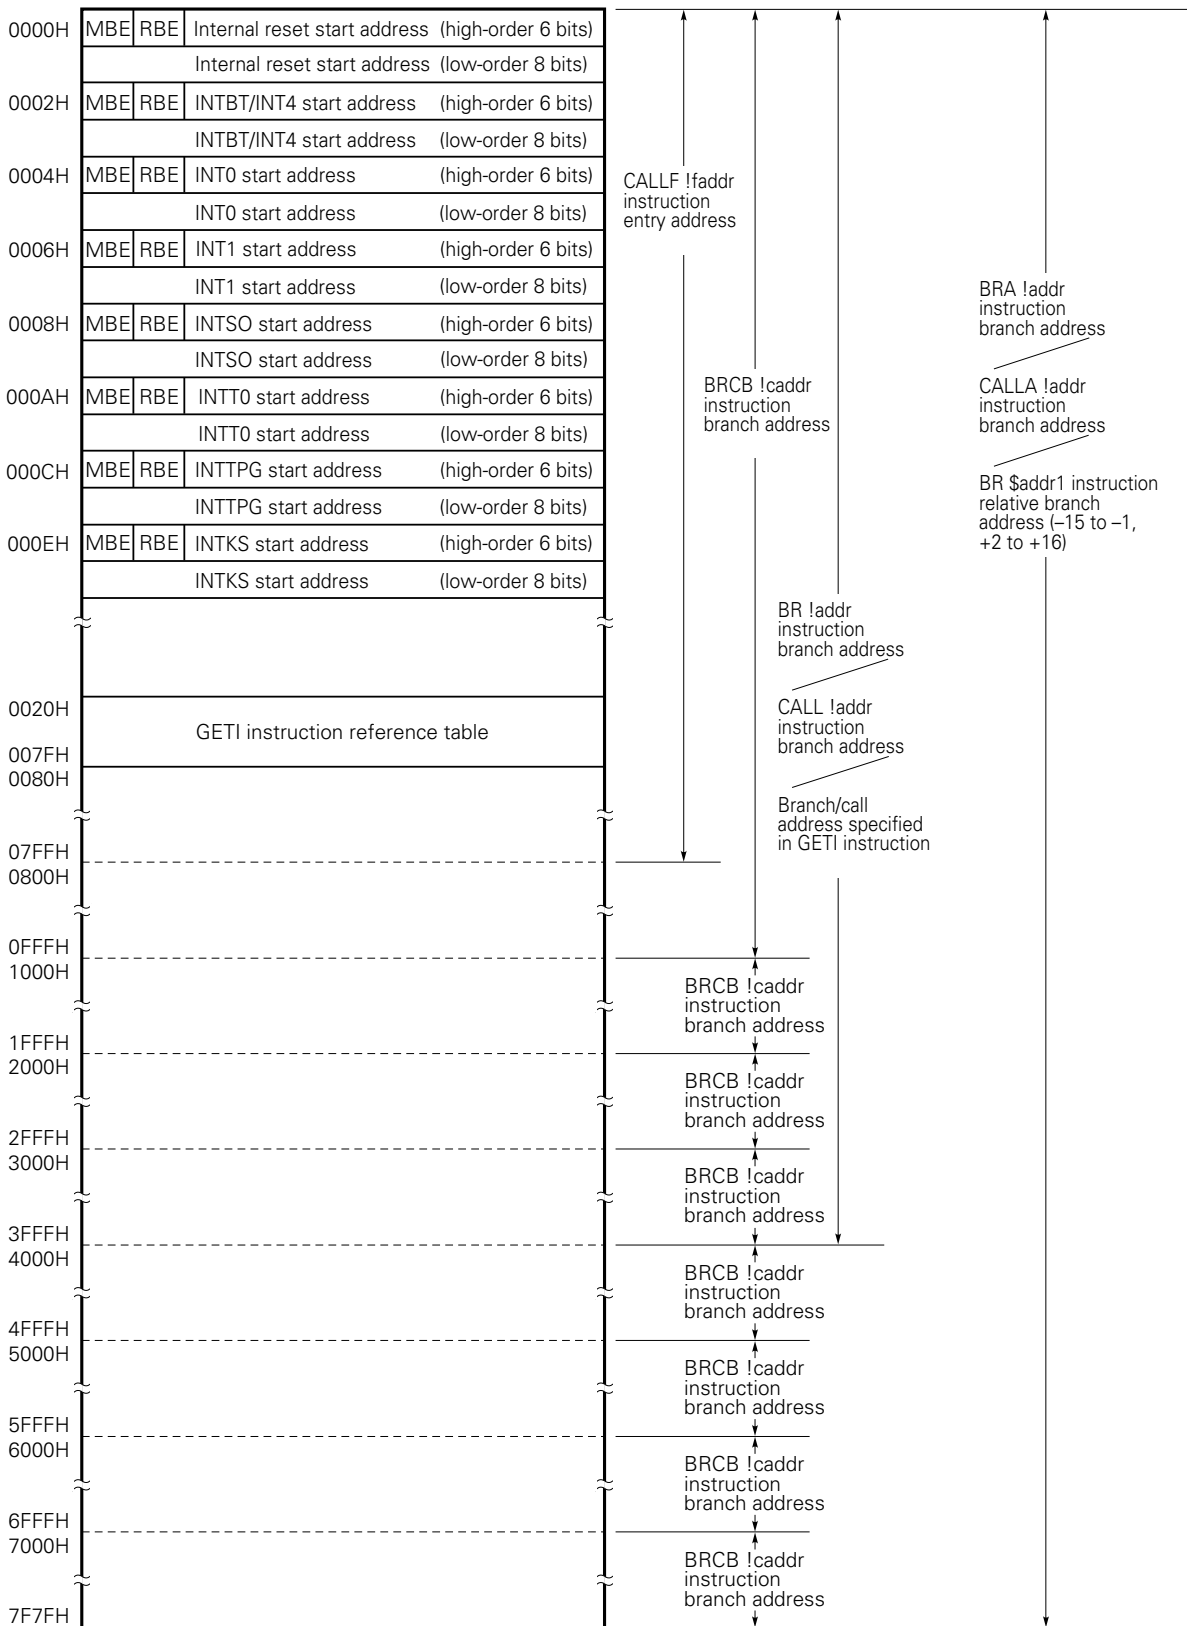 0000H MBE RBE Internal reset start address (high-order 6 bits)
Internal reset start address (low-order 8 bits)
0002H MBE RBE INTBT/INT4 start address (high-order 6 bits)
INTBT/INT4 start address (low-order 8 bits)
0004H MBE RBE INT0 start address (high-order 6 bits)
INT0 start address (low-order 8 bits)
0006H MBE RBE INT1 start address (high-order 6 bits)
INT1 start address (low-order 8 bits)
0008H MBE RBE INTSO start address (high-order 6 bits)
INTSO start address (low-order 8 bits)
000AH MBE RBE INTT0 start address (high-order 6 bits)
INTT0 start address (low-order 8 bits)
000CH MBE RBE INTTPG start address (high-order 6 bits)
INTTPG start address (low-order 8 bits)
000EH MBE RBE INTKS start address (high-order 6 bits)
INTKS start address (low-order 8 bits)
0020H
GETI instruction reference table
007FH
0080H
07FFH
0800H
0FFFH
1000H
1FFFH
2000H
2FFFH
3000H
3FFFH
4000H
4FFFH
5000H
5FFFH
6000H
6FFFH
7000H
7F7FH
CALLF !faddr
instruction
entry address
BRCB !caddr
instruction
branch address
BRCB !caddr
instruction
branch address
BRCB !caddr
instruction
branch address
BRCB !caddr
instruction
branch address
BRCB !caddr
instruction
branch address
BRCB !caddr
instruction
branch address
BRCB !caddr
instruction
branch address
BRCB !caddr
instruction
branch address
BR !addr
instruction
branch address
CALL !addr
instruction
branch address
Branch/call
address specified
in GETI instruction
BRA !addr
instruction
branch address
CALLA !addr
instruction
branch address
BR $addr1 instruction
relative branch
address (–15 to –1,
+2 to +16)